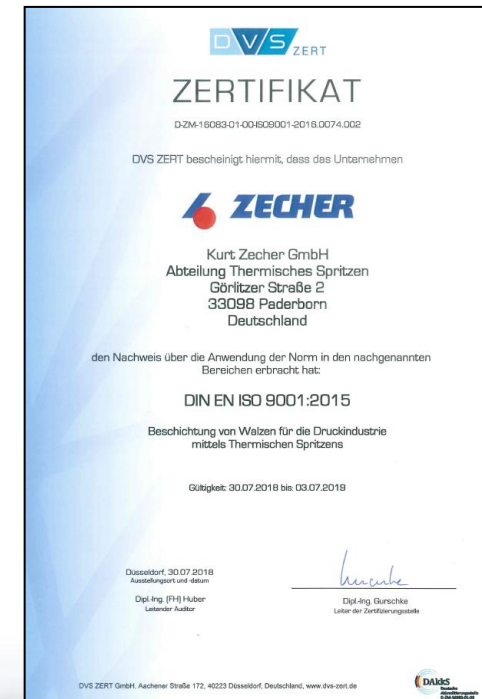 DVS ZERT
ZERTIFIKAT
D-ZM-16083-01-00-ISO9001-2016.0074.002
DVS ZERT bescheinigt hiermit, dass das Unternehmen
ZECHER
Kurt Zecher GmbH
Abteilung Thermisches Spritzen
Görlitzer Straße 2
33098 Paderborn
Deutschland
den Nachweis über die Anwendung der Norm in den nachgenannten
Bereichen erbracht hat:
DIN EN ISO 9001:2015
Beschichtung von Walzen für die Druckindustrie
mittels Thermischen Spritzens
Gültigkeit: 30.07.2018 bis: 03.07.2019
Düsseldorf, 30.07.2018
Ausstellungsort und -datum
Dipl.-Ing. (FH) Huber
Leitender Auditor
Dipl.-Ing. Gurschke
Leiter der Zertifizierungsstelle
DVS ZERT GmbH, Aachener Straße 172, 40223 Düsseldorf, Deutschland, www.dvs-zert.de
DAkkS
Deutsche
Akkreditierungsstelle